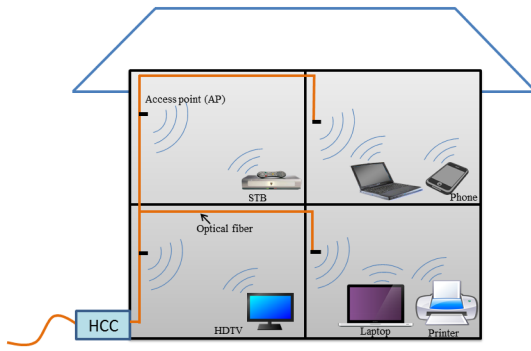 Access point (AP)
STB
Phone
Optical fiber
HCC
HDTV
Laptop
Printer